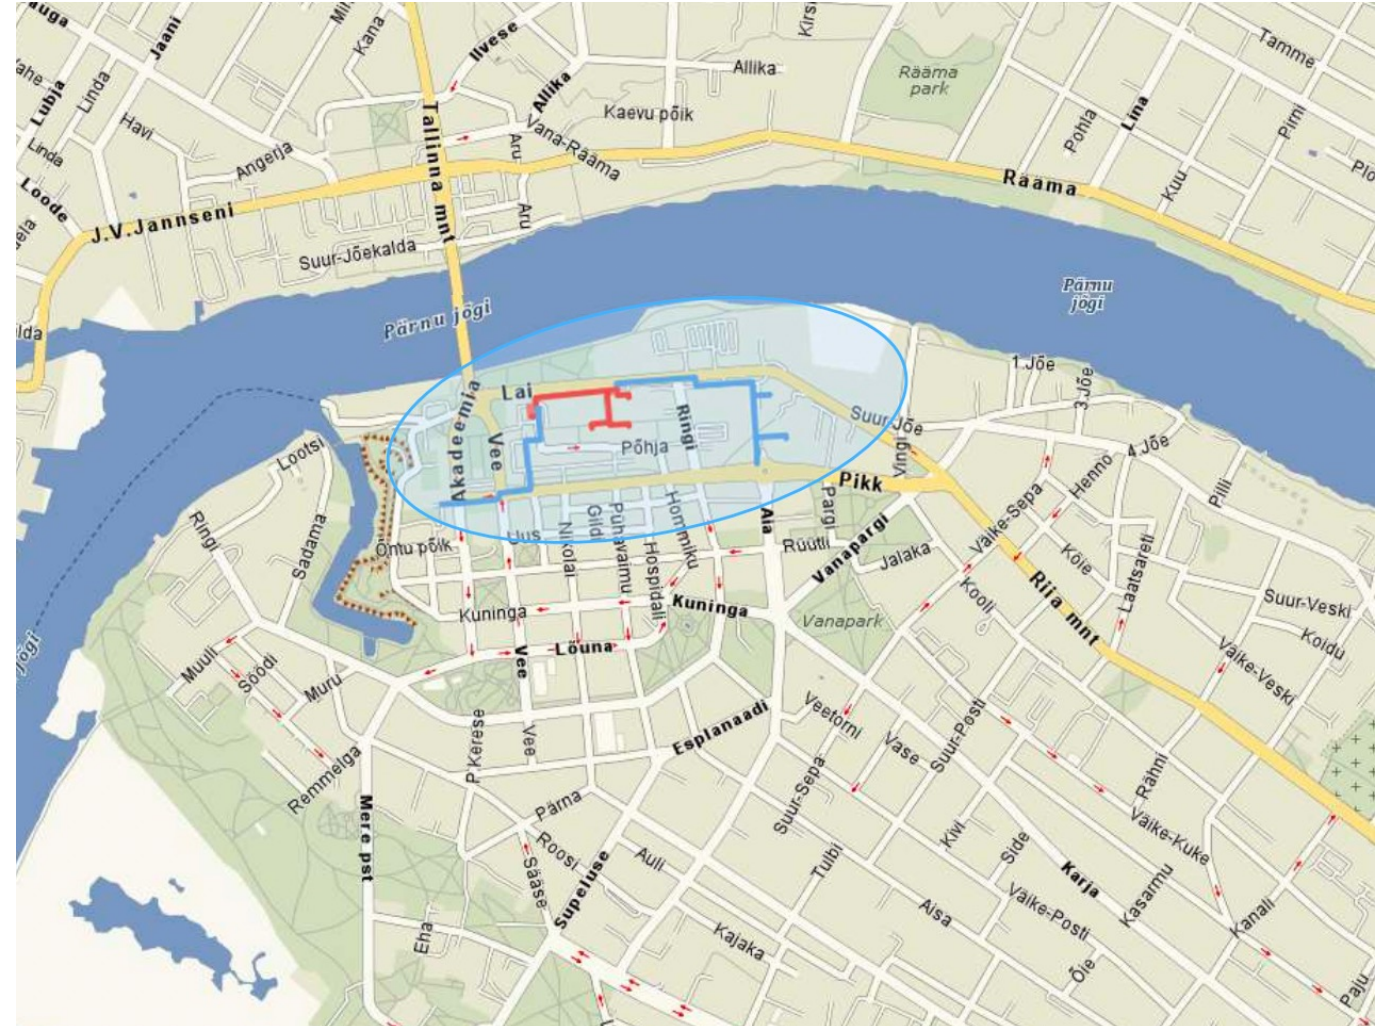 Jaani
Kana
Ilvese
Allika
Allika
Kaevu põik
Rääma
park
Tamme
Lubja
Linda
Havi
Linda
Loode
Angerja
Tallinna mnt
Aru
Vana-Rääma
Aru
Pohla
Lina
Pirni
Kuu
Rääma
J.V.Jannseni
Suur-Jõekalda
Pärnu jõgi
Pärnu
jõgi
1.Jõe
3.Jõe
4.Jõe
Lai
Akadeemia
Vee
Ringi
Põhja
Suur-Jõe
Vingi
Pikk
Pargi
Aia
Lootsi
Ringi
Sadama
Õhtu põik
Uus
Nikolai
Gildi
Pühavaimu
Hospidali
Hommiku
Rüütli
Vanapargi
Jalaka
Väike-Sepa
Henno
Kõie
Laatsareti
Pilli
Kooli
Riia mnt
Suur-Veski
Koidu
Väike-Veski
Kuninga
Kuninga
Vanapark
Lõuna
Vee
Vee
Muuli
Söödi
Muru
Remmelga
P.Kerese
Esplanaadi
Veetorni
Vase
Suur-Posti
Suur-Sepa
Rähni
Väike-Kuke
Mere pst
Pärna
Roosi
Sääse
Supeluse
Auli
Tulbi
Kivi
Side
Karja
Kasarmu
Kanali
Väike-Posti
Aisa
Kajaka
Õie
Paju
Eha
jõgi